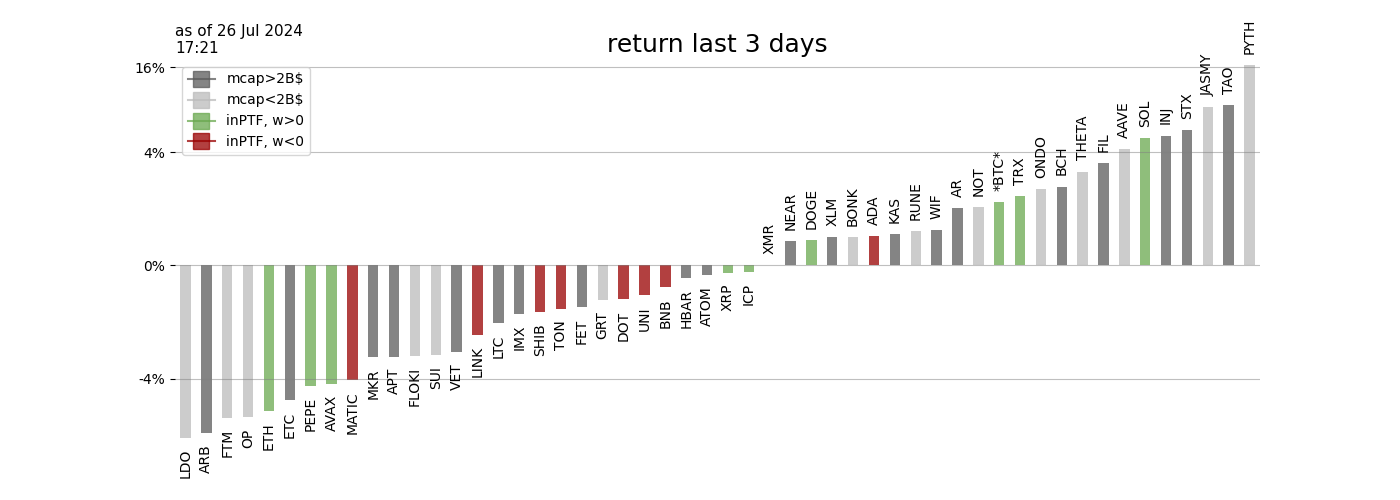 as of 26 Jul 2024
17:21
return last 3 days
16%
4%
0%
-4%
mcap>2B$
mcap<2B$
inPTF, w>0
inPTF, w<0
LDO
ARB
FTM
OP
ETH
ETC
PEPE
AVAX
MATIC
MKR
APT
FLOKI
SUI
VET
LINK
LTC
IMX
SHIB
TON
FET
GRT
DOT
UNI
BNB
HBAR
ATOM
XRP
ICP
XMR
NEAR
DOGE
XLM
BONK
ADA
KAS
RUNE
WIF
AR
NOT
*BTC*
TRX
ONDO
BCH
THETA
FIL
AAVE
SOL
INJ
STX
JASMY
TAO
PYTH